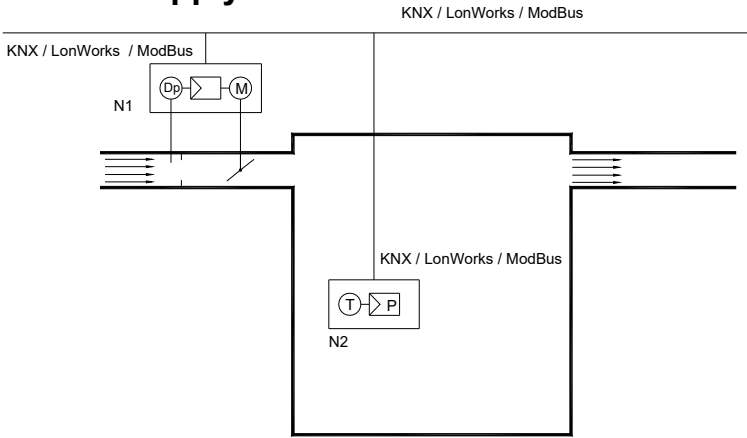 KNX / LonWorks / ModBus
KNX / LonWorks / ModBus
Dp
M
N1
KNX / LonWorks / ModBus
T
P
N2